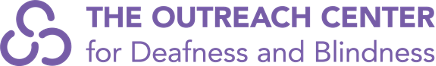 THE OUTREACH CENTER
for Deafness and Blindness